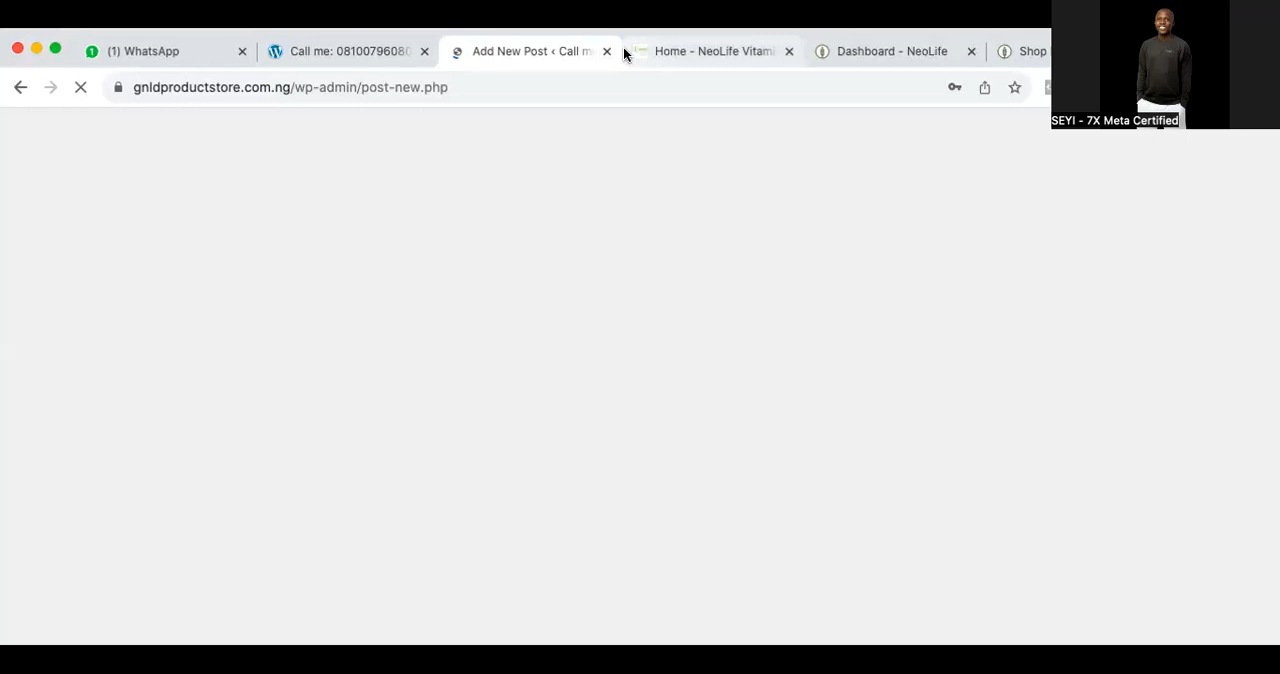 1
(1) WhatsApp
Call me: 08100796080
Add New Post ‹ Call m
Home - NeoLife Vitami
Dashboard - NeoLife
Shop
gnldproductstore.com.ng/wp-admin/post-new.php
SEYI - 7X Meta Certified